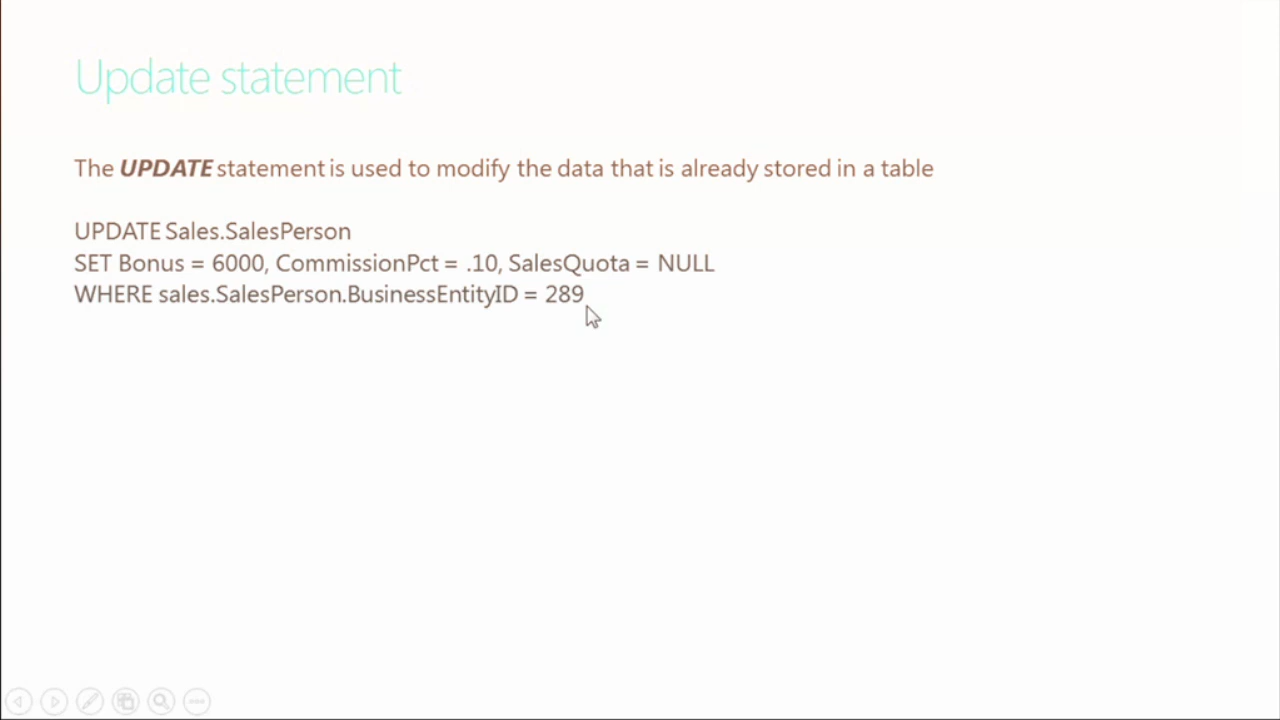 Update statement
The UPDATE statement is used to modify the data that is already stored in a table
UPDATE Sales.SalesPerson
SET Bonus = 6000, CommissionPct = .10, SalesQuota = NULL
WHERE sales.SalesPerson.BusinessEntityID = 289